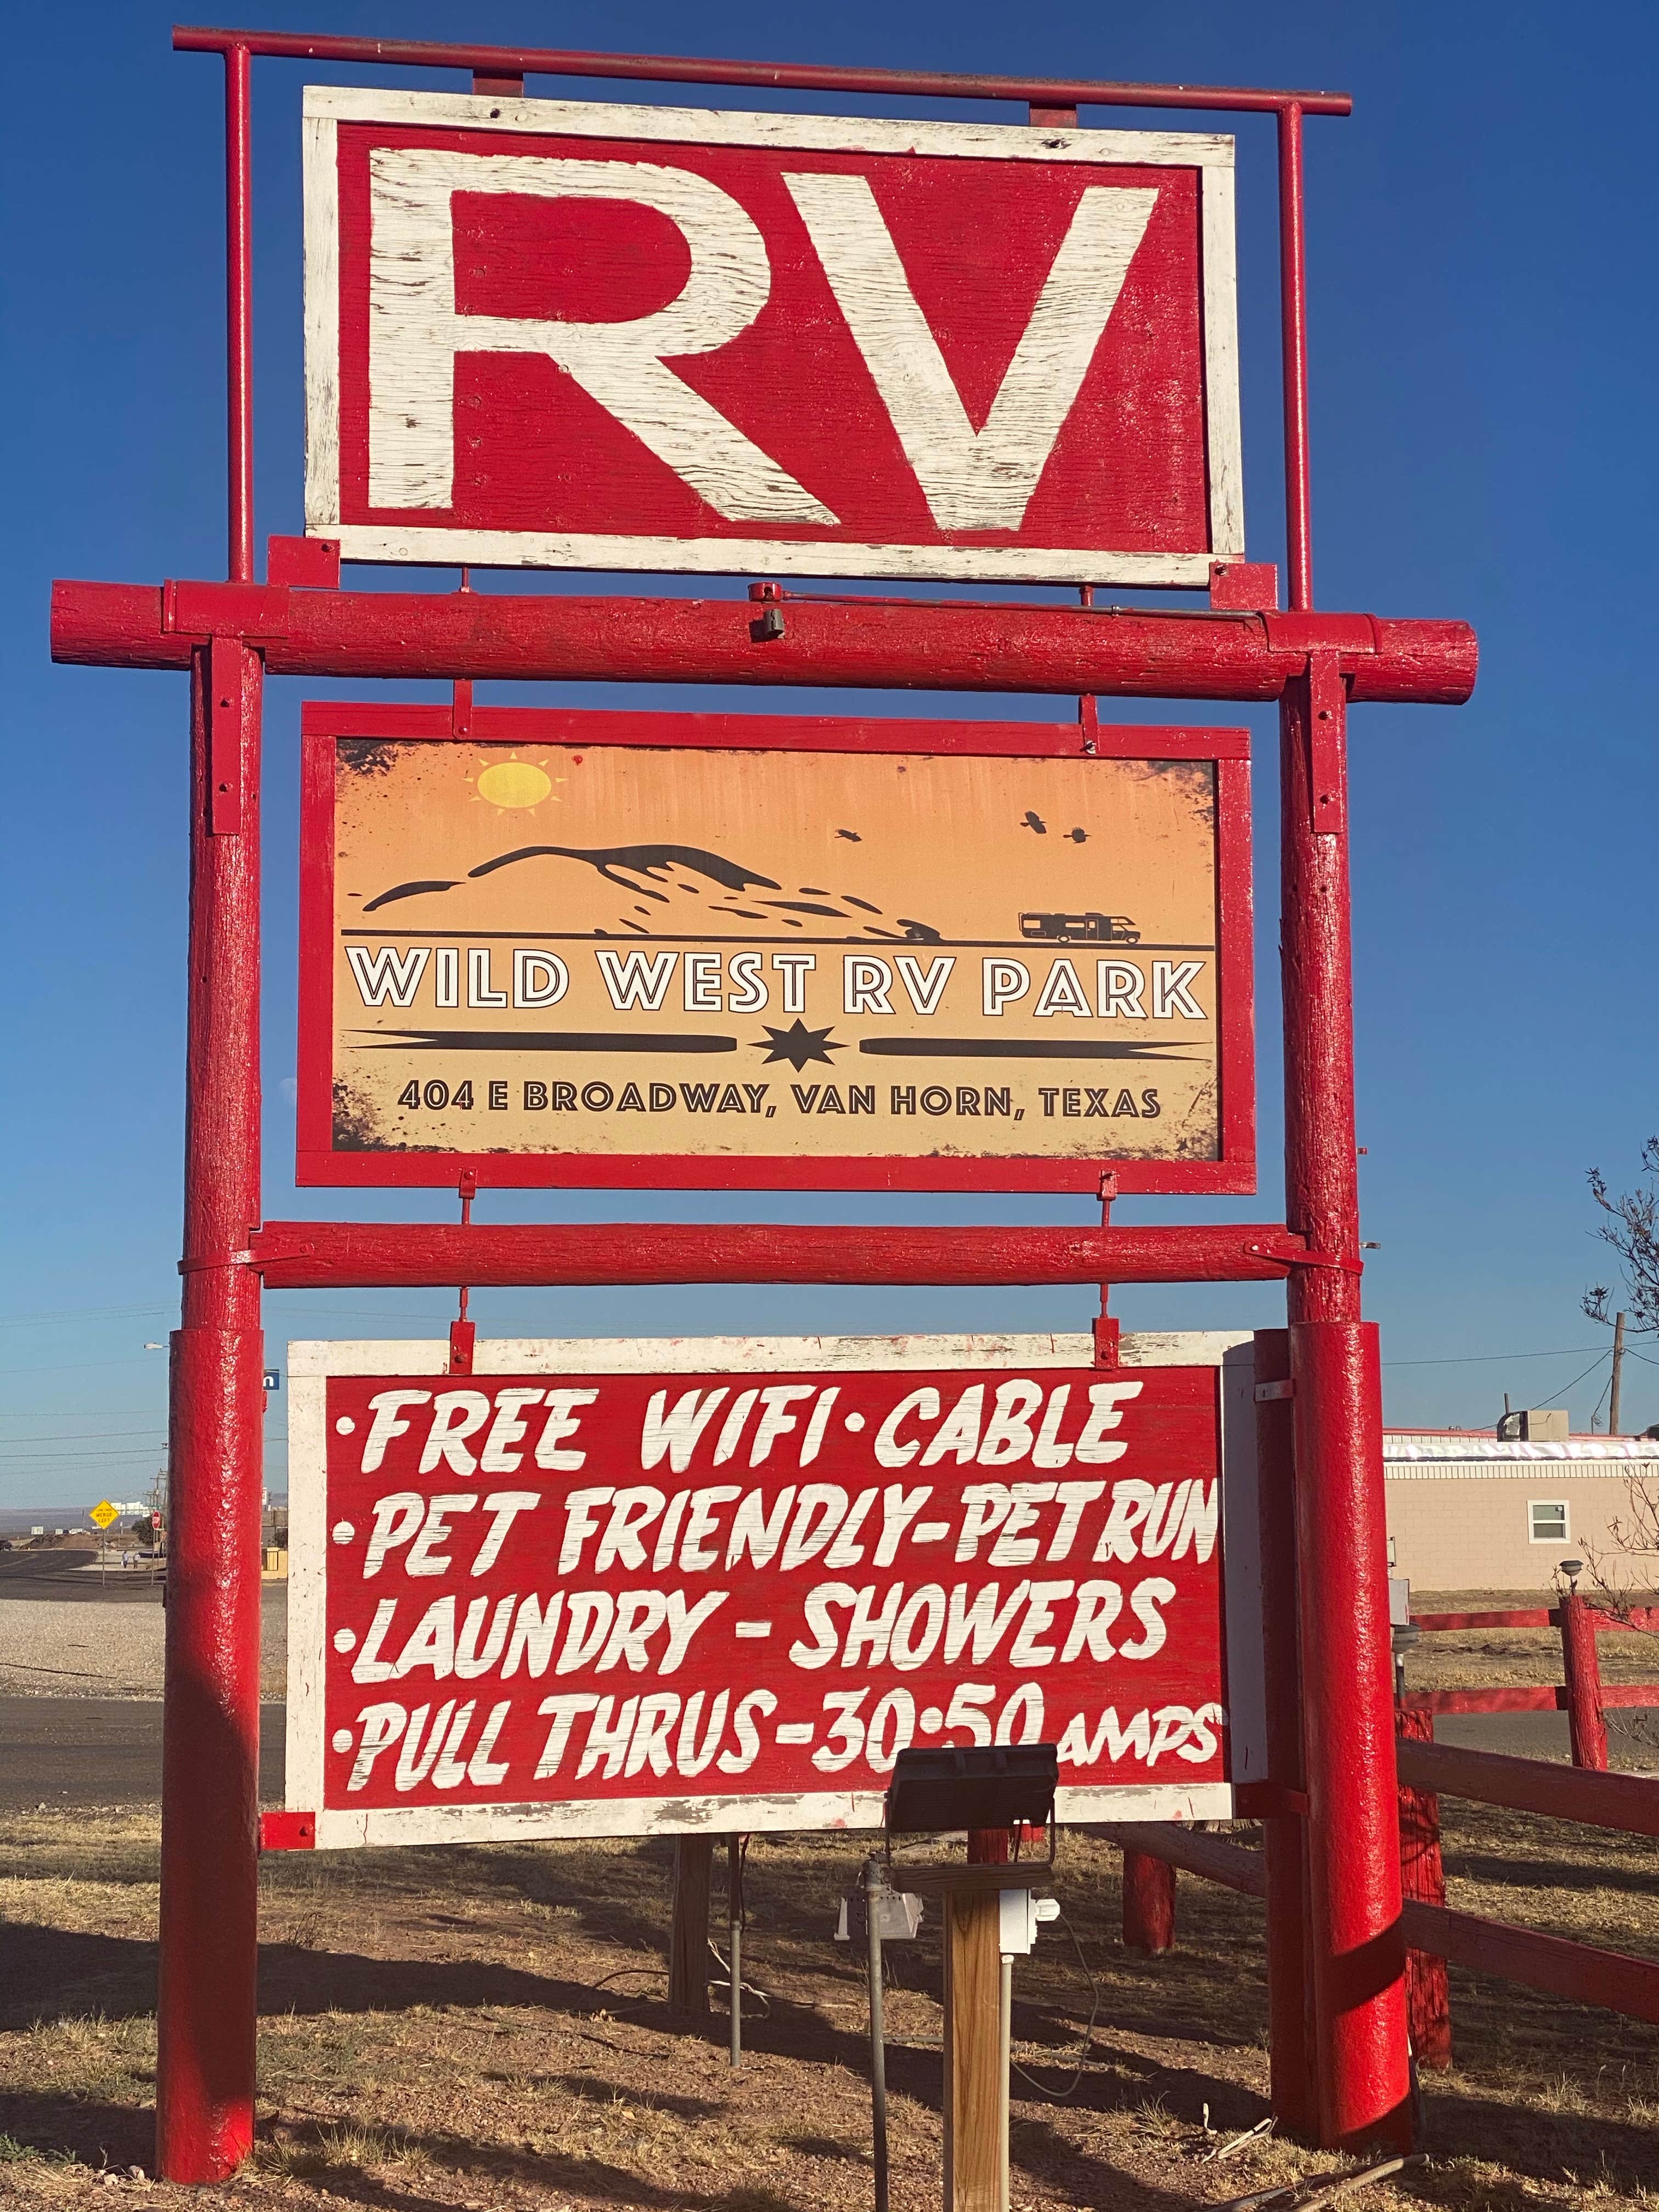 RV
WILD WEST RV PARK
404 E BROADWAY, VAN HORN, TEXAS
•FREE WIFI•CABLE
•PET FRIENDLY-PET RUN
•LAUNDRY-SHOWERS
•PULL THRUS-30•50 AMPS